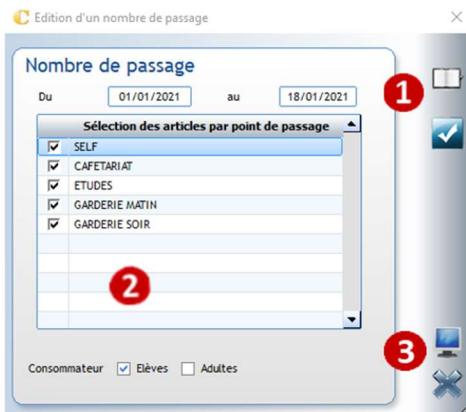 Edition d'un nombre de passage
Nombre de passage
Du 01/01/2021 au 18/01/2021
1
Sélection des articles par point de passage
SELF
CAFETARIAT
ETUDES
GARDERIE MATIN
GARDERIE SOIR
2
3
Consommateur Elèves Adultes